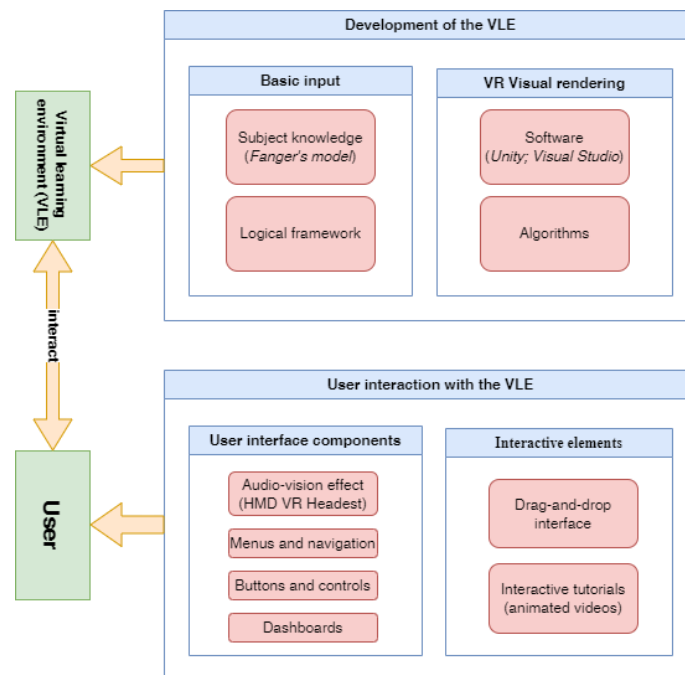 Development of the VLE
Basic input
VR Visual rendering
Subject knowledge
(Fanger's model)
Software
(Unity; Visual Studio)
Logical framework
Algorithms
Virtual learning
environment (VLE)
interact
User
User interaction with the VLE
User interface components
Interactive elements
Audio-vision effect
(HMD VR Headest)
Menus and navigation
Buttons and controls
Dashboards
Drag-and-drop
interface
Interactive tutorials
(animated videos)